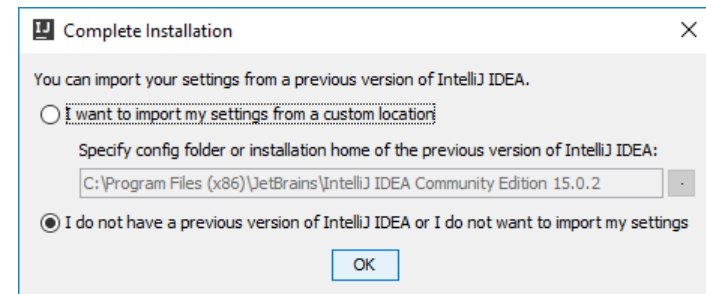 IJ Complete Installation
You can import your settings from a previous version of IntelliJ IDEA.
I want to import my settings from a custom location
Specify config folder or installation home of the previous version of IntelliJ IDEA:
C:\Program Files (x86)\JetBrains\IntelliJ IDEA Community Edition 15.0.2
.
I do not have a previous version of IntelliJ IDEA or I do not want to import my settings
OK